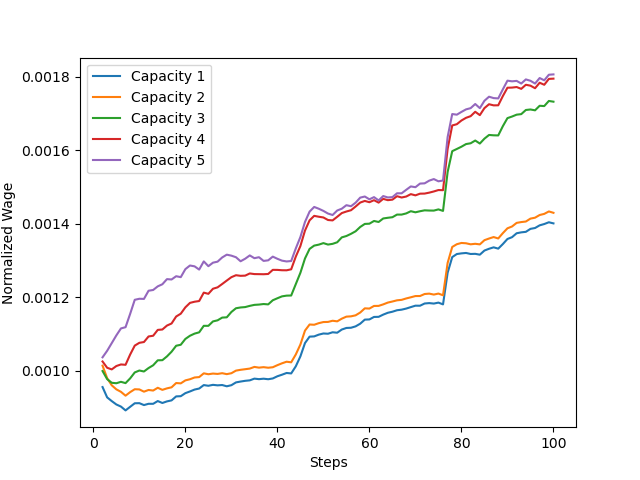 Capacity 1
Capacity 2
Capacity 3
Capacity 4
Capacity 5
0.0018
0.0016
0.0014
0.0012
0.0010
Normalized Wage
0
20
40
60
80
100
Steps